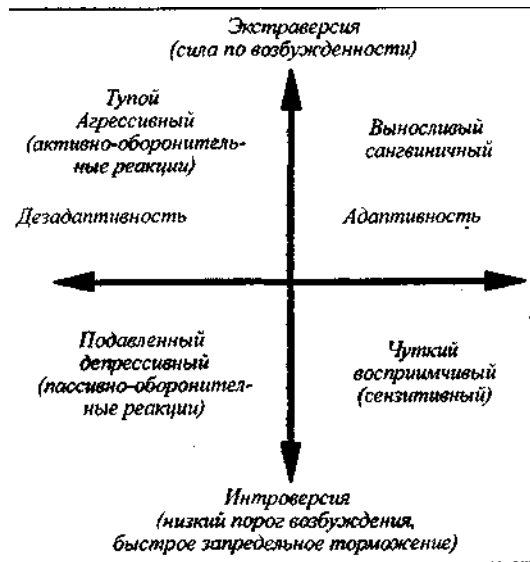 Экстраверсия
(сила по возбужденности)
Тупой
Агрессивный
(активно-оборонитель-
ные реакции)
Выносливый
сангвиничный
Дезадаптивность
Адаптивность
Подавленный
депрессивный
(пассивно-оборонител-
ные реакции)
Чуткий
восприимчивый
(сензитивный)
Интроверсия
(низкий порог возбуждения,
быстрое запредельное торможение)